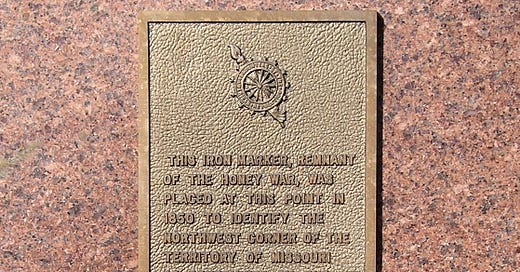 THIS IRON MARKER, REMNANT
OF THE HONEY WAR, WAS
PLACED AT THIS POINT IN
1850 TO IDENTIFY THE
NORTHWEST CORNER OF THE
TERRITORY OF MISSOURI